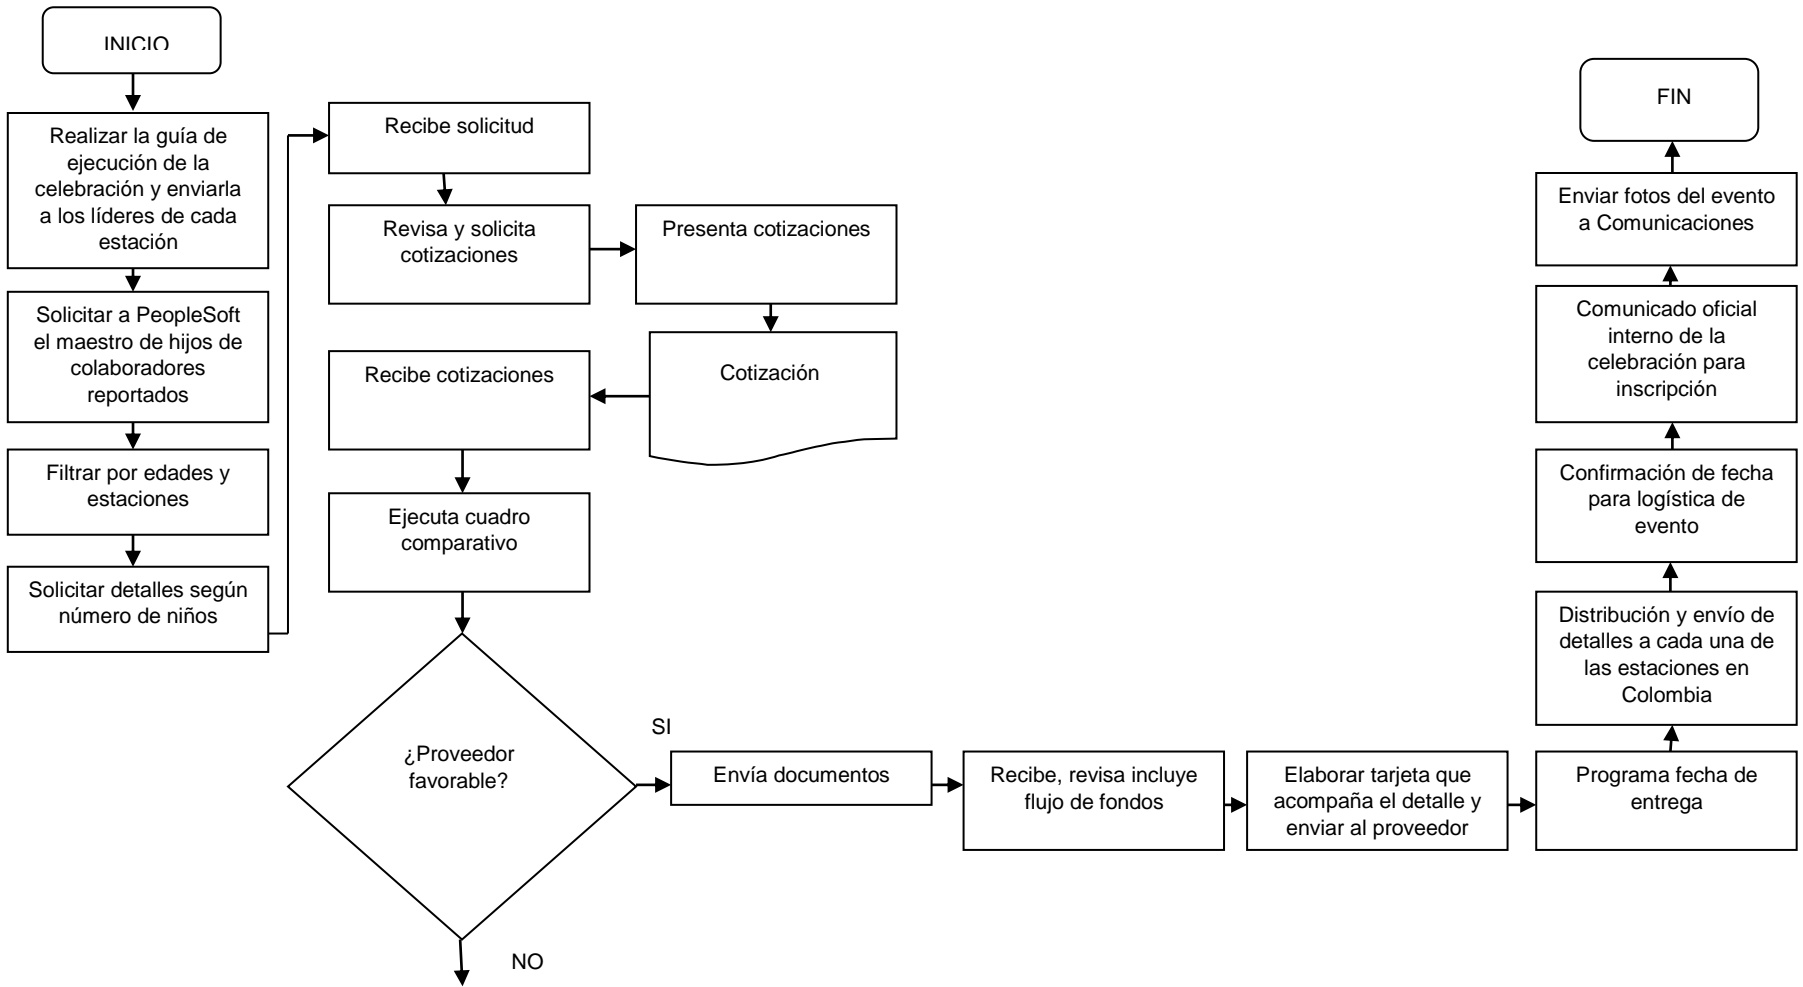 INICIO
Realizar la guía de
ejecución de la
celebración y enviarla
a los líderes de cada
estación
Solicitar a PeopleSoft
el maestro de hijos de
colaboradores
reportados
Filtrar por edades y
estaciones
Solicitar detalles según
número de niños
Recibe solicitud
Revisa y solicita
cotizaciones
Presenta cotizaciones
Cotización
Recibe cotizaciones
Ejecuta cuadro
comparativo
¿Proveedor
favorable?
SI
NO
Envía documentos
Recibe, revisa incluye
flujo de fondos
Elaborar tarjeta que
acompaña el detalle y
enviar al proveedor
Programa fecha de
entrega
Distribución y envío de
detalles a cada una de
las estaciones en
Colombia
Confirmación de fecha
para logística de
evento
Comunicado oficial
interno de la
celebración para
inscripción
Enviar fotos del evento
a Comunicaciones
FIN